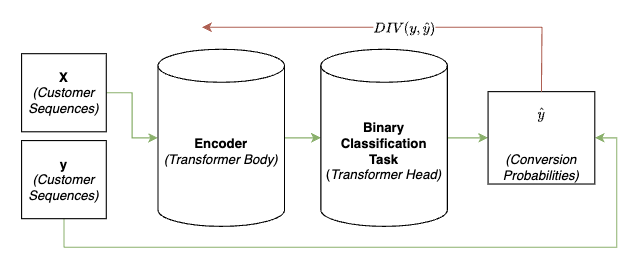 DIV(y, ŷ)
X
(Customer
Sequences)
y
(Customer
Sequences)
Encoder
(Transformer Body)
Binary
Classification
Task
(Transformer Head)
ŷ
(Conversion
Probabilities)